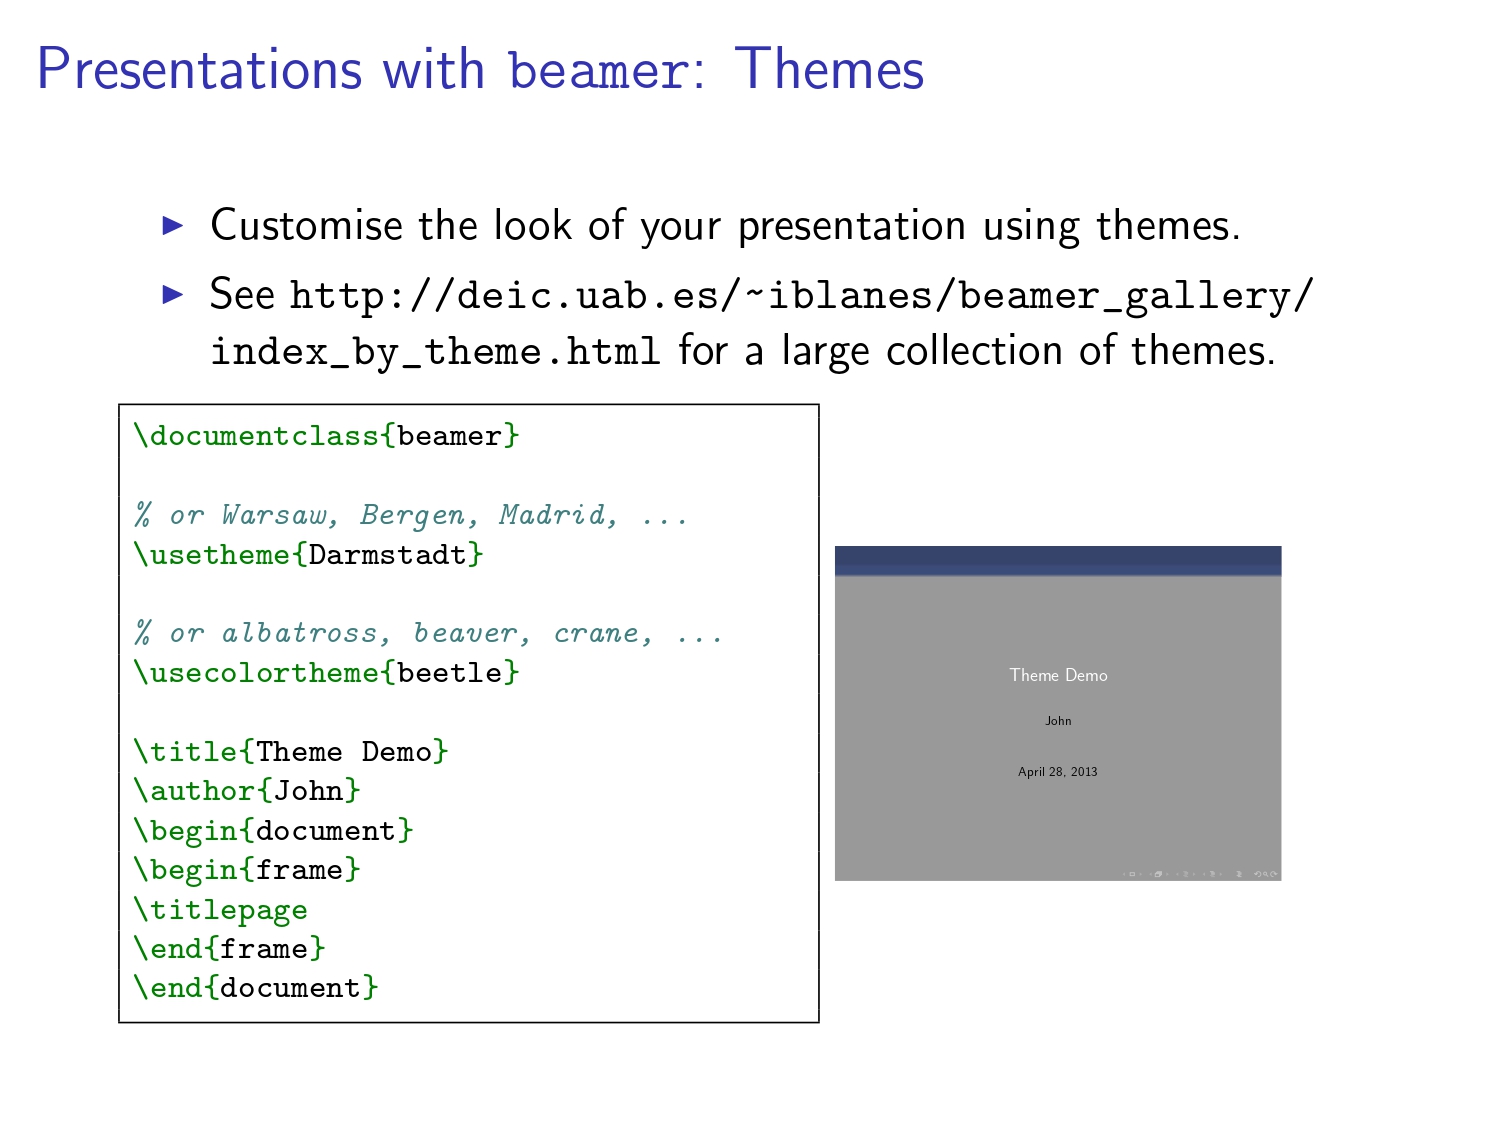 Presentations with beamer: Themes
▶ Customise the look of your presentation using themes.
▶ See http://deic.uab.es/~iblanes/beamer_gallery/
index_by_theme.html for a large collection of themes.
\documentclass{beamer}
% or Warsaw, Bergen, Madrid, ...
\usetheme{Darmstadt}
% or albatross, beaver, crane, ...
\usecolortheme{beetle}
\title{Theme Demo}
\author{John}
\begin{document}
\begin{frame}
\titlepage
\end{frame}
\end{document}
Theme Demo
John
April 28, 2013